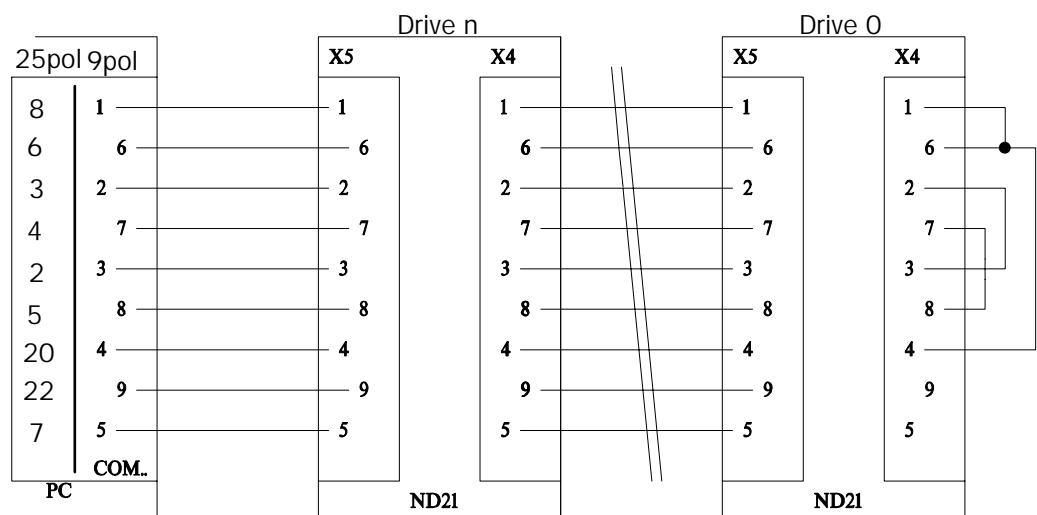 Drive n Drive 0
25pol 9pol X5 X4 X5 X4
8 1 1 1 1 1
6 6 6 6 6 6
3 2 2 2 2 2
4 7 7 7 7 7
2 3 3 3 3 3
5 8 8 8 8 8
20 4 4 4 4 4
22 9 9 9 9 9
7 5 5 5 5 5
COM..
PC ND21 ND21